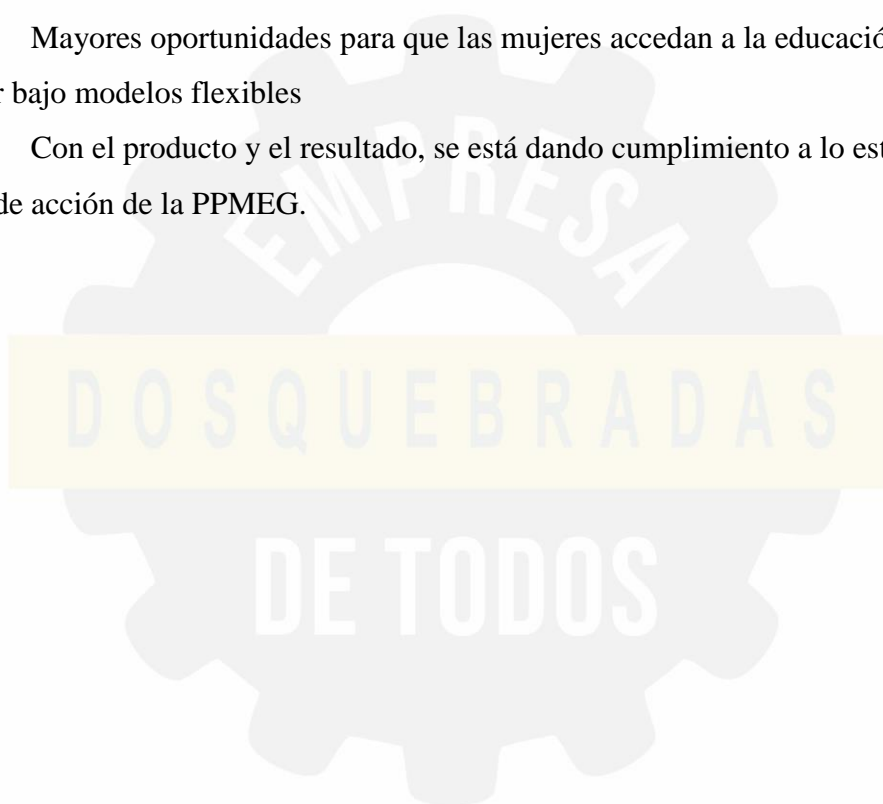 Mayores oportunidades para que las mujeres accedan a la educació
r bajo modelos flexibles
Con el producto y el resultado, se está dando cumplimiento a lo est
de acción de la PPMEG.
EMPRESA
DOSQUEBRADAS
DE TODOS